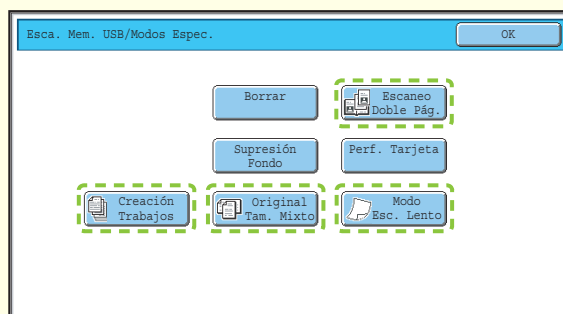 Esca. Mem. USB/Modos Espec.
OK
Borrar
Escaneo
Doble Pág.
Supresión
Fondo
Perf. Tarjeta
Creación
Trabajos
Original
Tam. Mixto
Modo
Esc. Lento